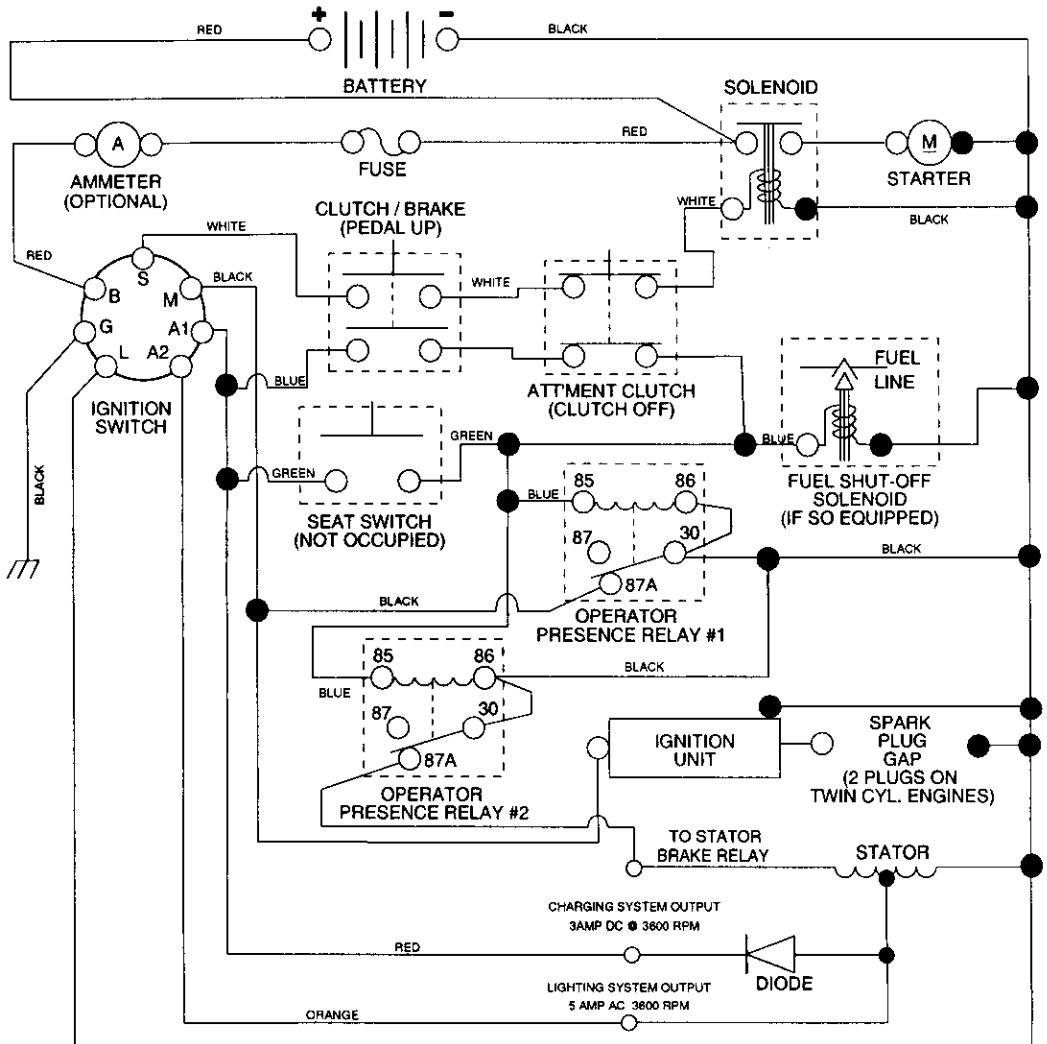 + -
RED
BLACK
BATTERY
SOLENOID
A
AMMETER
(OPTIONAL)
FUSE
RED
M
STARTER
CLUTCH / BRAKE
(PEDAL UP)
WHITE
WHITE
BLACK
RED
S
BLACK
B
M
G
A1
L
A2
WHITE
IGNITION
SWITCH
BLUE
ATT'MENT CLUTCH
(CLUTCH OFF)
FUEL
LINE
BLACK
GREEN
GREEN
BLUE
SEAT SWITCH
(NOT OCCUPIED)
FUEL SHUT-OFF
SOLENOID
(IF SO EQUIPPED)
BLUE
85
86
87
30
87A
BLACK
BLACK
OPERATOR
PRESENCE RELAY #1
BLUE
85
86
87
30
87A
BLACK
OPERATOR
PRESENCE RELAY #2
IGNITION
UNIT
SPARK
PLUG
GAP
(2 PLUGS ON
TWIN CYL. ENGINES)
TO STATOR
BRAKE RELAY
STATOR
CHARGING SYSTEM OUTPUT
3AMP DC @ 3600 RPM
RED
DIODE
LIGHTING SYSTEM OUTPUT
5 AMP AC 3600 RPM
ORANGE